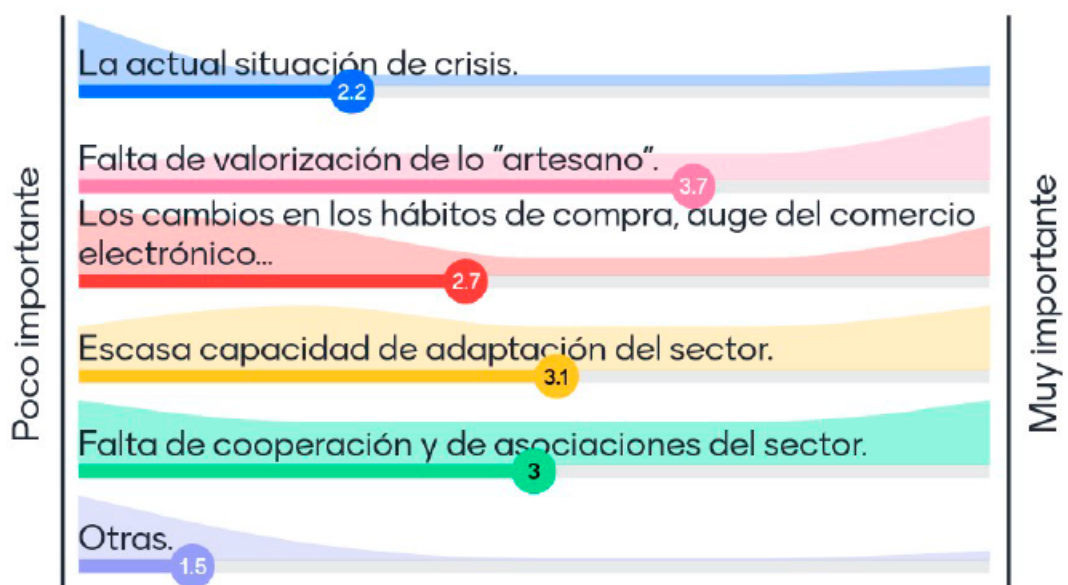 La actual situación de crisis.
2.2
Falta de valorización de lo "artesano".
3.7
Los cambios en los hábitos de compra, auge del comercio
electrónico...
2.7
Escasa capacidad de adaptación del sector.
3.1
Falta de cooperación y de asociaciones del sector.
3
Otras.
1.5
Poco importante
Muy importante